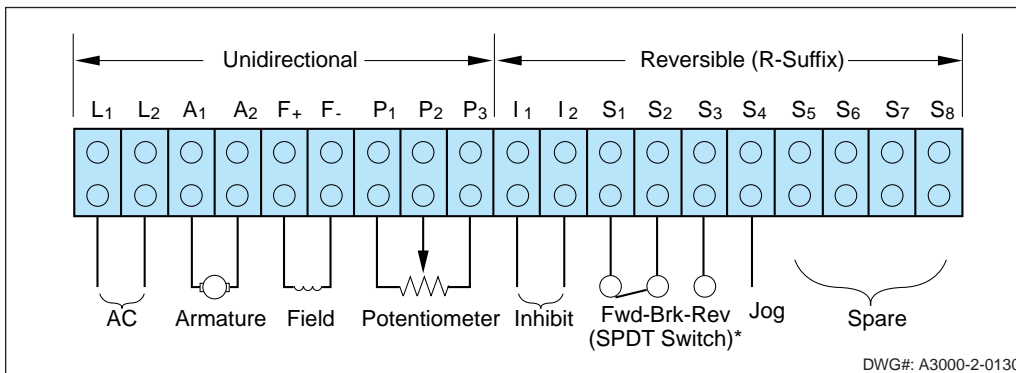 Unidirectional Reversible (R-Suffix)
L1 L2 A1 A2 F+ F- P1 P2 P3 I1 I2 S1 S2 S3 S4 S5 S6 S7 S8
AC Armature Field Potentiometer Inhibit Fwd-Brk-Rev Jog Spare
(SPDT Switch)*
DWG#: A3000-2-0130